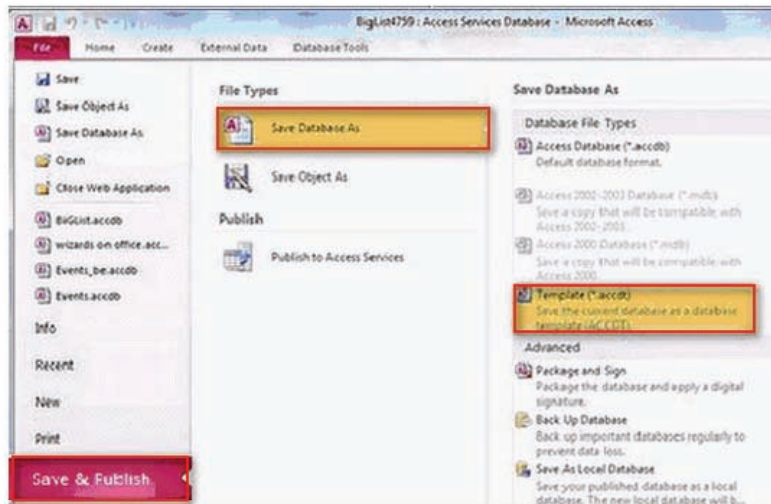 BigList4759 : Access Services Database - Microsoft Access
File Home Create External Data Database Tools
Save
Save Object As
Save Database As
Open
Close Web Application
BiGList.accdb
wizards on office.acc...
Events_be.accdb
Events.accdb
Info
Recent
New
Print
Save & Publish
File Types
Save Database As
Save Object As
Publish
Publish to Access Services
Save Database As
Database File Types
Access Database (*.accdb)
Default database format.
Access 2002-2003 Database (*.mdb)
Save a copy that will be compatible with
Access 2002-2003.
Access 2000 Database (*.mdb)
Save a copy that will be compatible with
Access 2000.
Template (*.accdt)
Save the current database as a database
template (ACCDT).
Advanced
Package and Sign
Package the database and apply a digital
signature.
Back Up Database
Back up important databases regularly to
prevent data loss.
Save As Local Database
Save your published database as a local
database. The new local database will b...